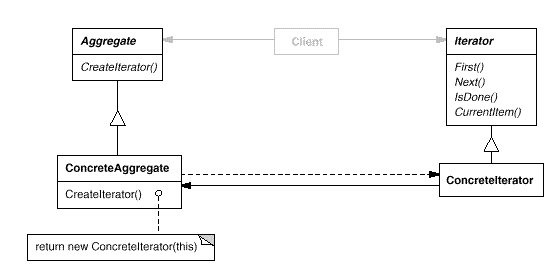 Aggregate
CreateIterator()
Client
Iterator
First()
Next()
IsDone()
CurrentItem()
ConcreteAggregate
CreateIterator()
ConcreteIterator
return new ConcreteIterator(this)